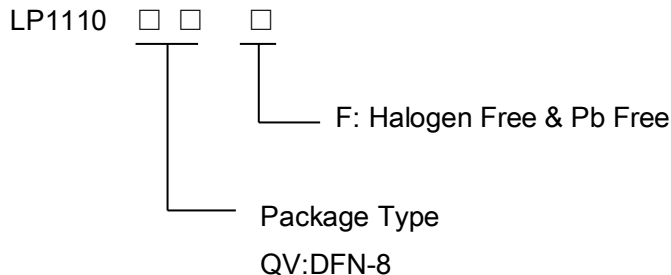 LP1110 □ □ □
F: Halogen Free & Pb Free
Package Type
QV:DFN-8